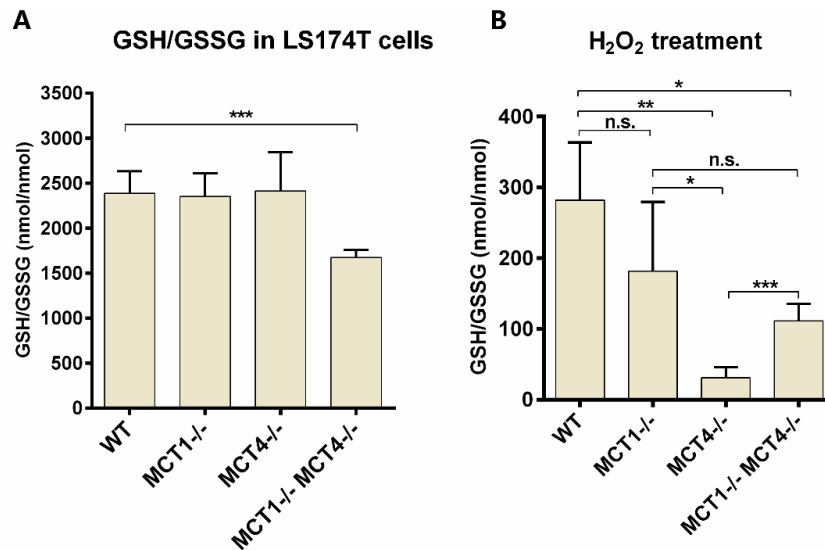 A
GSH/GSSG in LS174T cells
GSH/GSSG (nmol/nmol)
3500
3000
2500
2000
1500
1000
500
0
***
WT
MCT1-/-
MCT4-/-
MCT1-/- MCT4-/-
B
H₂O₂ treatment
GSH/GSSG (nmol/nmol)
400
300
200
100
0
*
**
n.s.
n.s.
*
***
WT
MCT1-/-
MCT4-/-
MCT1-/- MCT4-/-